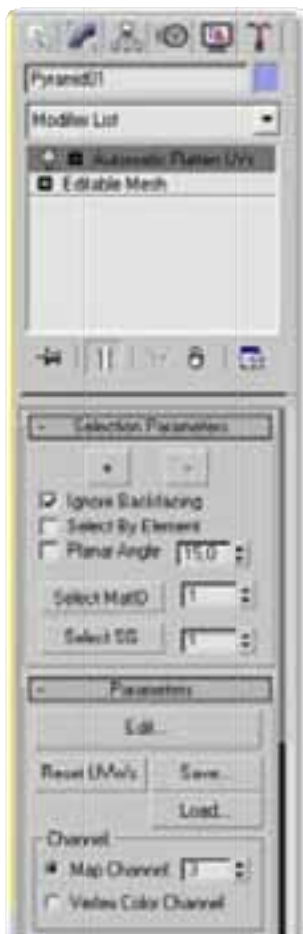 Pyramid01
Modifier List
Automatic Flatten UVs
Editable Mesh
- Selection Parameters
+ -
Ignore Backfacing
Select By Element
Planar Angle 15.0
Select MatID 1
Select SG 1
- Parameters
Edit...
Reset UVWs Save...
Load...
Channel:
Map Channel: 3
Vertex Color Channel